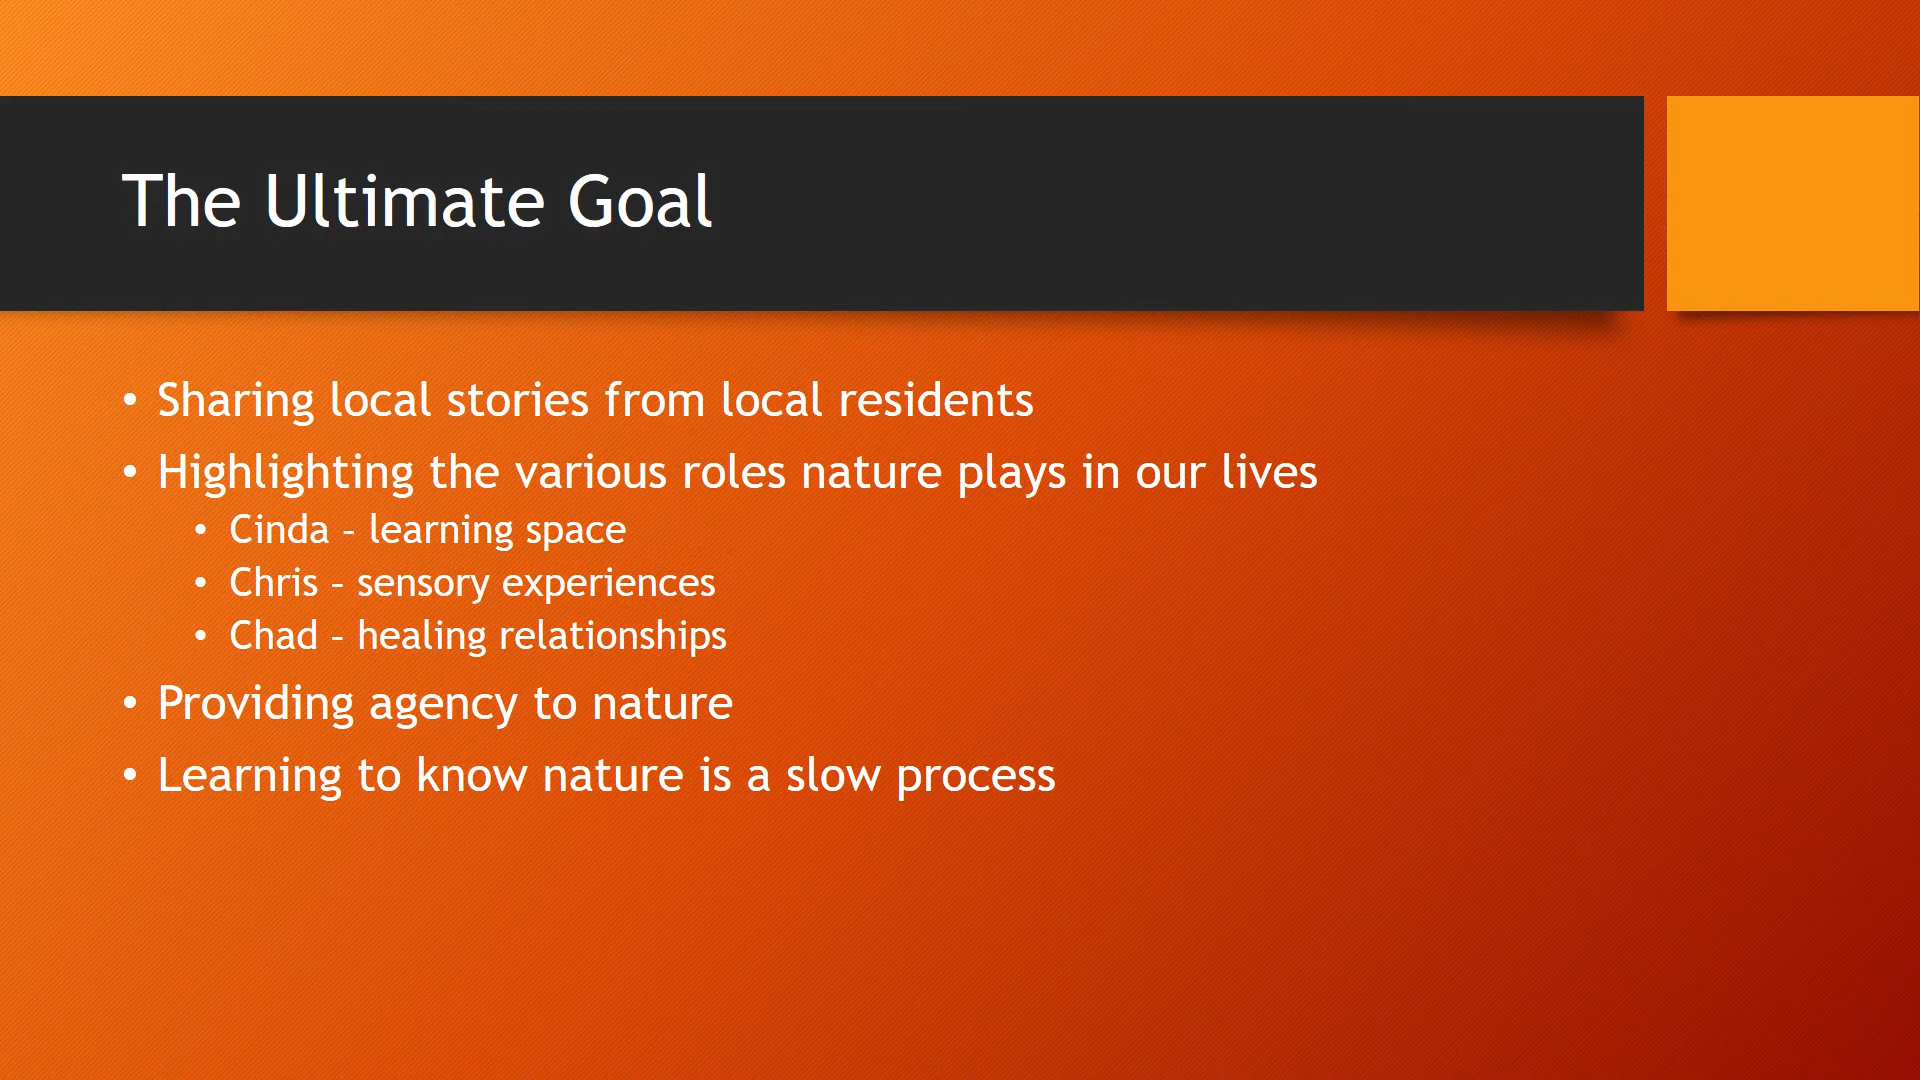 The Ultimate Goal
• Sharing local stories from local residents
• Highlighting the various roles nature plays in our lives
• Cinda – learning space
• Chris – sensory experiences
• Chad – healing relationships
• Providing agency to nature
• Learning to know nature is a slow process